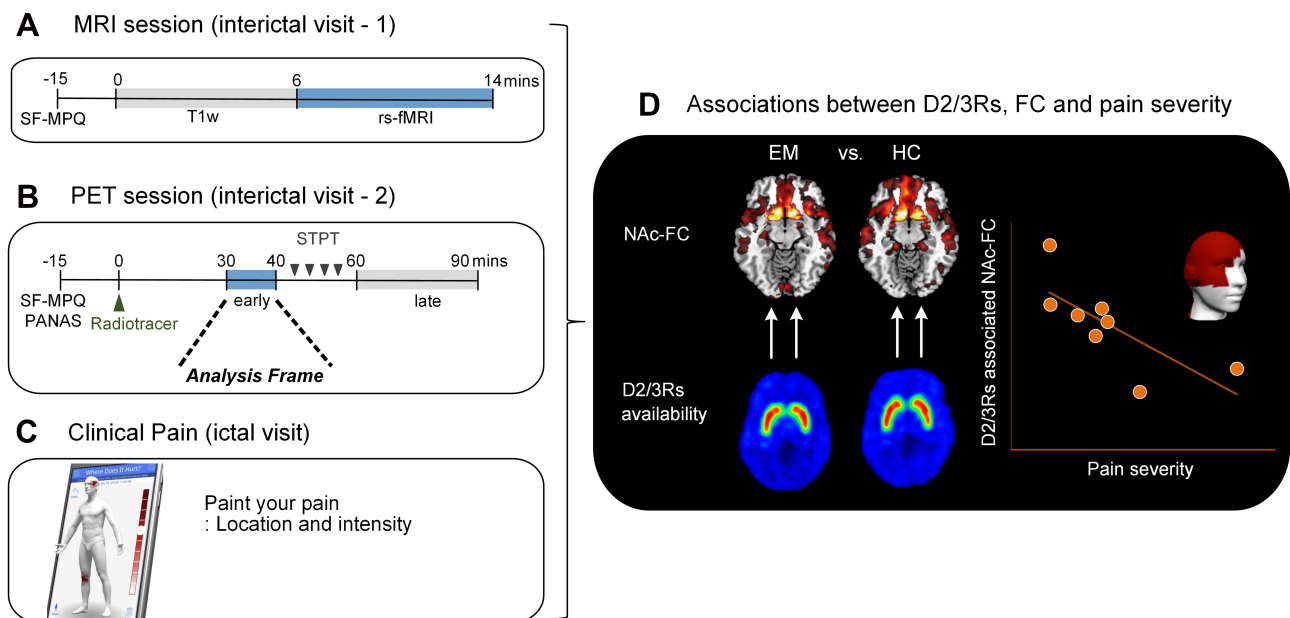 A MRI session (interictal visit - 1)
-15 0 6 14 mins
SF-MPQ T1w rs-fMRI
B PET session (interictal visit - 2)
STPT
-15 0 30 40 60 90 mins
SF-MPQ early late
PANAS Radiotracer
Analysis Frame
C Clinical Pain (ictal visit)
Where Does It Hurt?
Paint your pain
: Location and intensity
D Associations between D2/3Rs, FC and pain severity
EM vs. HC
NAc-FC
D2/3Rs
availability
D2/3Rs associated NAc-FC
Pain severity